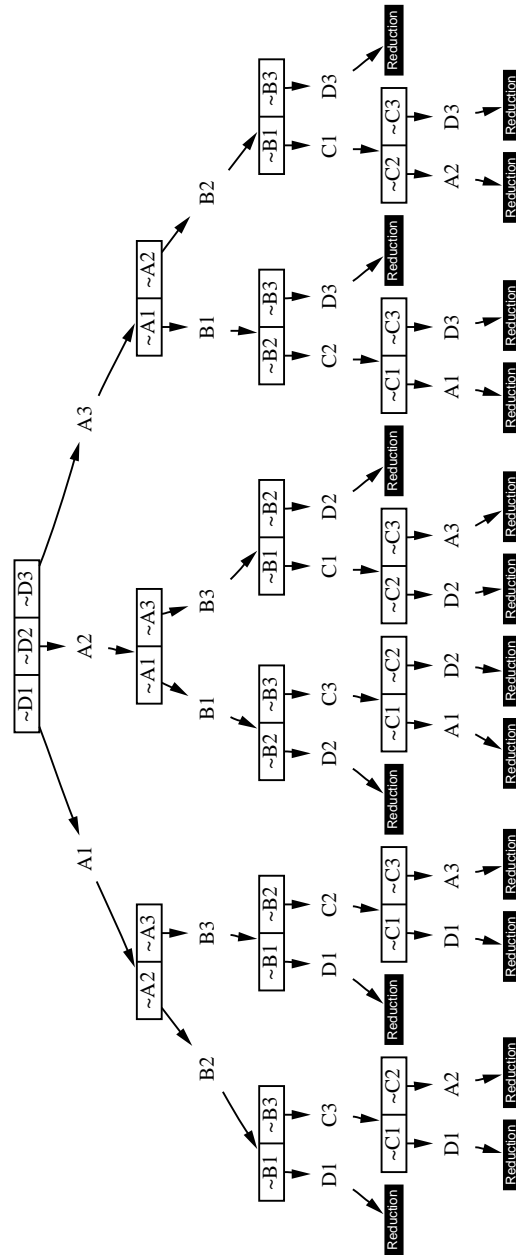 ~D1 ~D2 ~D3
A1 A2 A3
~A2 ~A3 ~A1 ~A3 ~A1 ~A2
B2 B3 B1 B3 B1 B2
~B1 ~B3 ~B1 ~B2 ~B2 ~B3 ~B1 ~B2 ~B2 ~B3 ~B1 ~B3
D1 C3 D1 C2 D2 C3 C1 D2 C2 D3 C1 D3
Reduction ~C1 ~C2 Reduction ~C1 ~C3 Reduction ~C1 ~C2 ~C2 ~C3 Reduction ~C1 ~C3 Reduction ~C2 ~C3 Reduction
D1 A2 D1 A3 A1 D2 D2 A3 A1 D3 A2 D3
Reduction Reduction Reduction Reduction Reduction Reduction Reduction Reduction Reduction Reduction Reduction Reduction